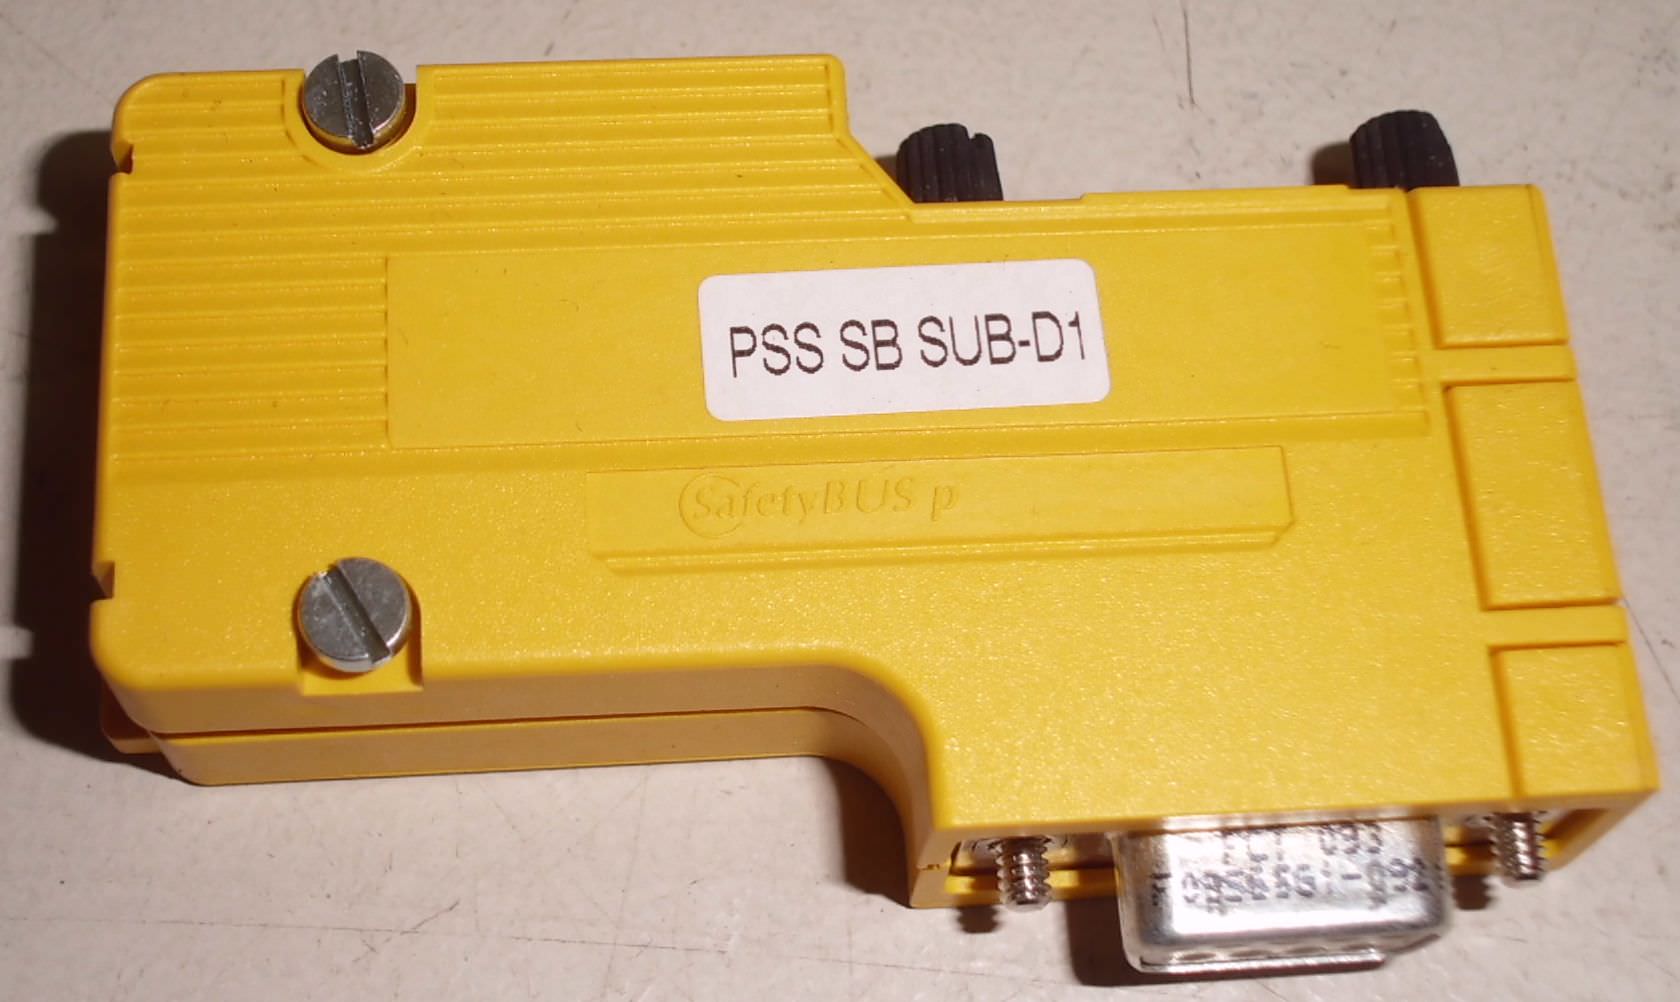 PSS SB SUB-D1
SafetyBUS p